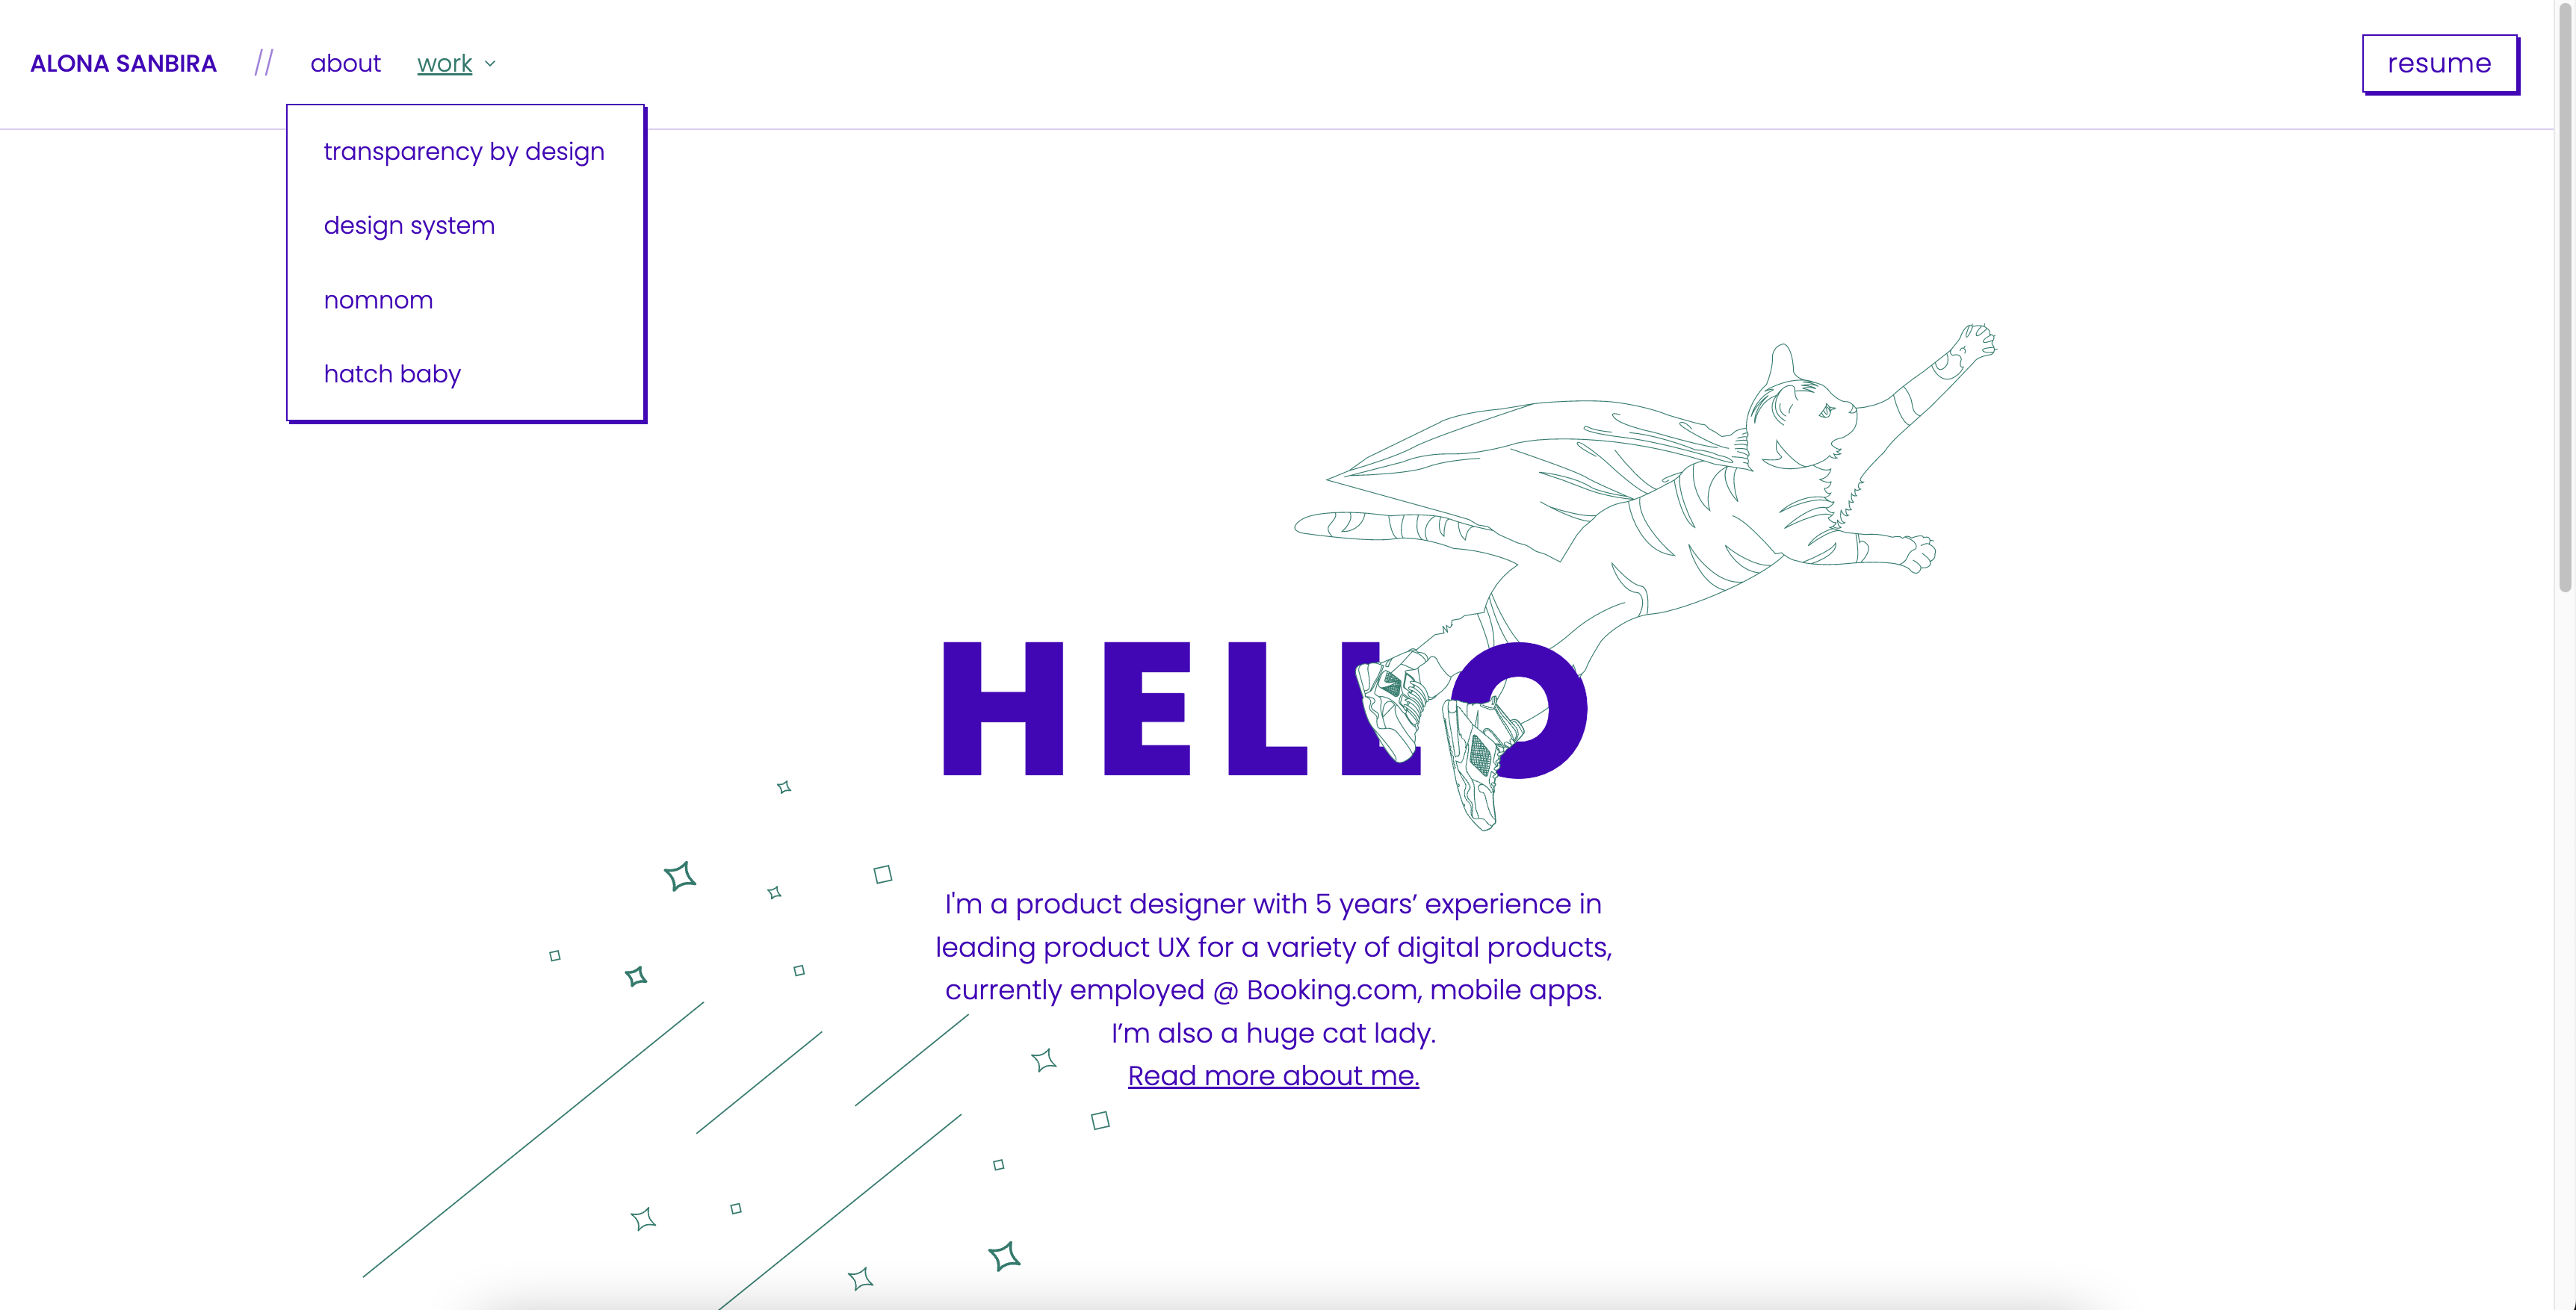 ALONA SANBIRA // about work resume
transparency by design
design system
nomnom
hatch baby
HELLO
I'm a product designer with 5 years’ experience in
leading product UX for a variety of digital products,
currently employed @ Booking.com, mobile apps.
I’m also a huge cat lady.
Read more about me.